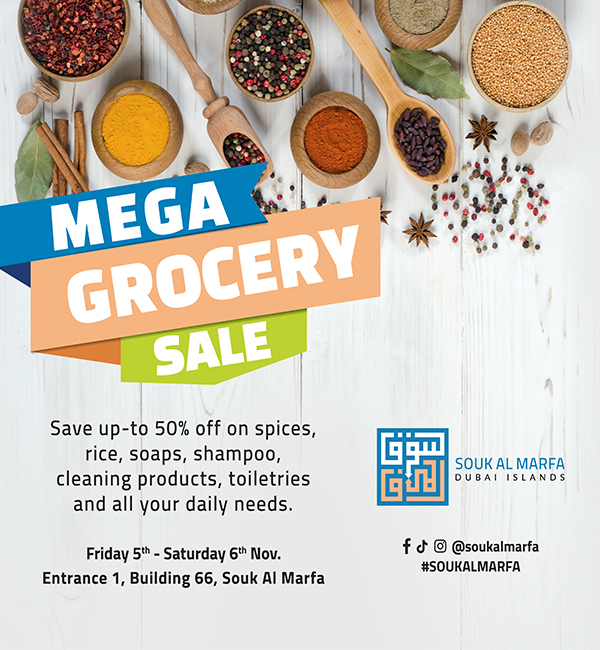 MEGA
GROCERY
SALE
Save up-to 50% off on spices,
rice, soaps, shampoo,
cleaning products, toiletries
and all your daily needs.
Friday 5th - Saturday 6th Nov.
Entrance 1, Building 66, Souk Al Marfa
سوق
المرفأ
SOUK AL MARFA
DUBAI ISLANDS
@soukalmarfa
#SOUKALMARFA